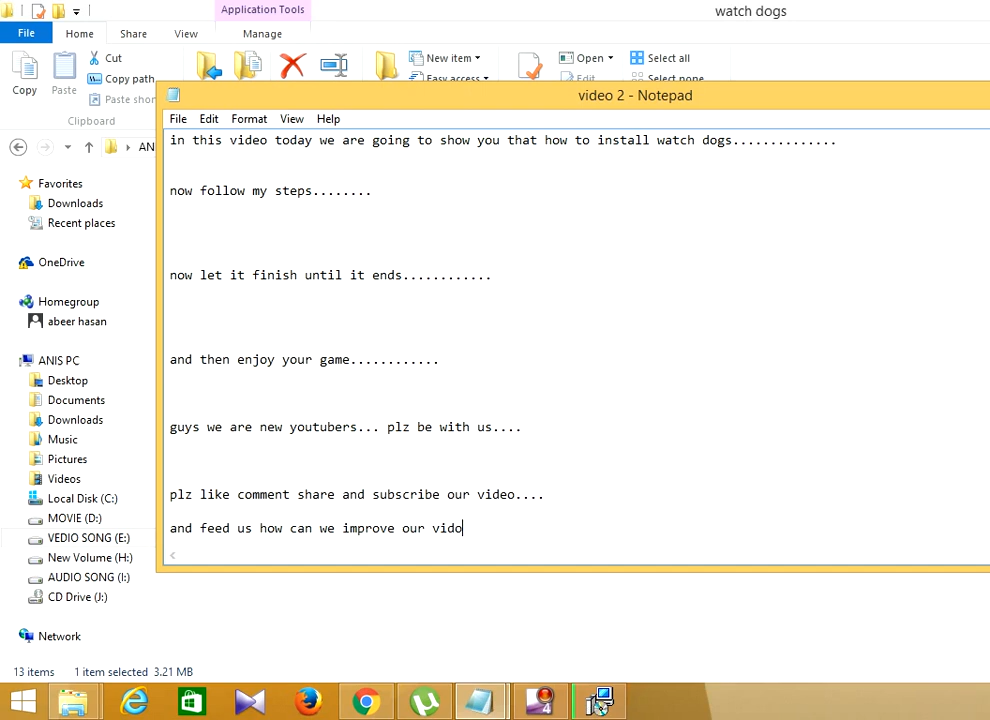 Application Tools
watch dogs
File Home Share View Manage
Copy
Paste
Cut
Copy path
Paste shor
Clipboard
New item
Easy access
Open
Edit
Select all
Select none
AN
video 2 - Notepad
File Edit Format View Help
in this video today we are going to show you that how to install watch dogs..............
now follow my steps........
now let it finish until it ends............
and then enjoy your game............
guys we are new youtubers... plz be with us....
plz like comment share and subscribe our video....
and feed us how can we improve our vido
Favorites
Downloads
Recent places
OneDrive
Homegroup
abeer hasan
ANIS PC
Desktop
Documents
Downloads
Music
Pictures
Videos
Local Disk (C:)
MOVIE (D:)
VEDIO SONG (E:)
New Volume (H:)
AUDIO SONG (I:)
CD Drive (J:)
Network
13 items 1 item selected 3.21 MB